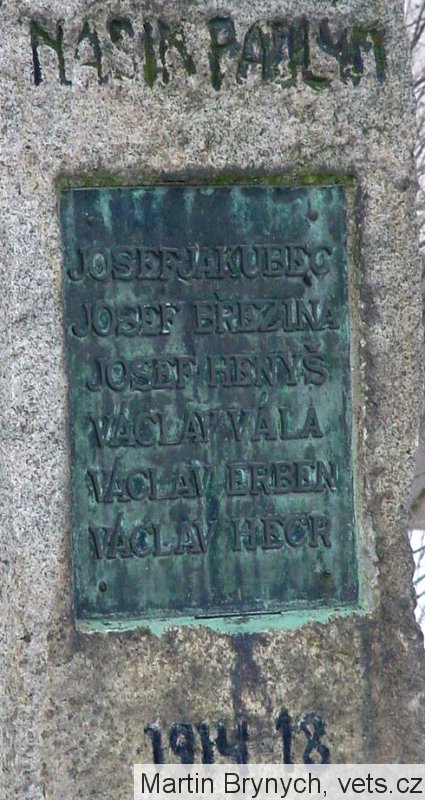 NAŠIM PADLÝM
JOSEF JAKUBEC
JOSEF BŘEZINA
JOSEF HENYŠ
VÁCLAV VÁLA
VÁCLAV ERBEN
VÁCLAV HEGR
1914 18
Martin Brynych, vets.cz